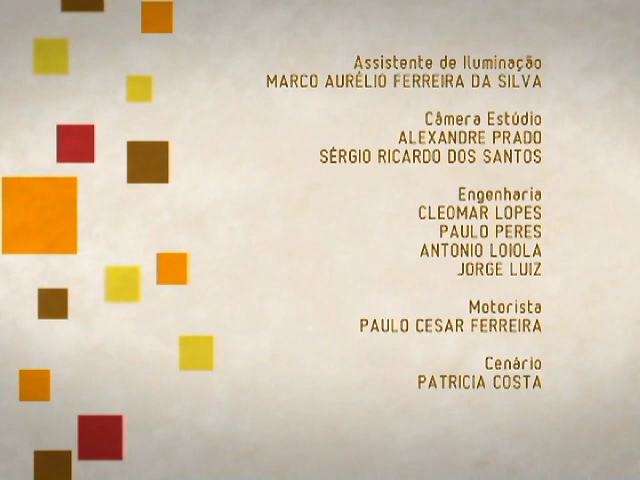 Assistente de Iluminação
MARCO AURÉLIO FERREIRA DA SILVA
Câmera Estúdio
ALEXANDRE PRADO
SÉRGIO RICARDO DOS SANTOS
Engenharia
CLEOMAR LOPES
PAULO PERES
ANTONIO LOIOLA
JORGE LUIZ
Motorista
PAULO CESAR FERREIRA
Cenário
PATRICIA COSTA